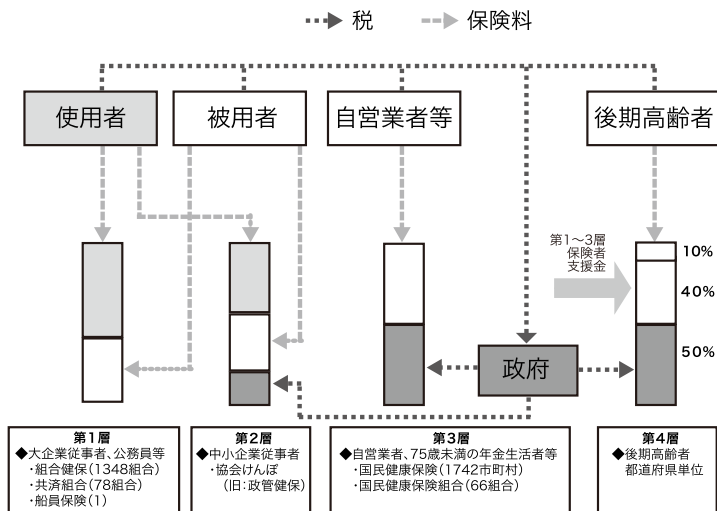 税
保険料
使用者
被用者
自営業者等
後期高齢者
第1〜3層
保険者
支援金
10%
40%
50%
政府
第1層
◆大企業従事者、公務員等
・組合健保(1348組合)
・共済組合(78組合)
・船員保険(1)
第2層
◆中小企業従事者
・協会けんぽ
(旧:政管健保)
第3層
◆自営業者、75歳未満の年金生活者等
・国民健康保険(1742市町村)
・国民健康保険組合(66組合)
第4層
◆後期高齢者
都道府県単位